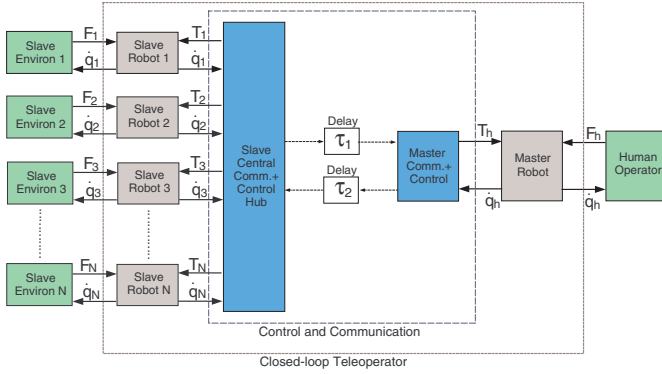 Slave
Environ 1
F1
q̇1
Slave
Robot 1
T1
q̇1
Slave
Environ 2
F2
q̇2
Slave
Robot 2
T2
q̇2
Slave
Environ 3
F3
q̇3
Slave
Robot 3
T3
q̇3
Slave
Environ N
FN
q̇N
Slave
Robot N
TN
q̇N
Slave
Central
Comm.+
Control
Hub
Delay
τ1
Delay
τ2
Master
Comm.+
Control
Th
q̇h
Master
Robot
Fh
q̇h
Human
Operator
Control and Communication
Closed-loop Teleoperator